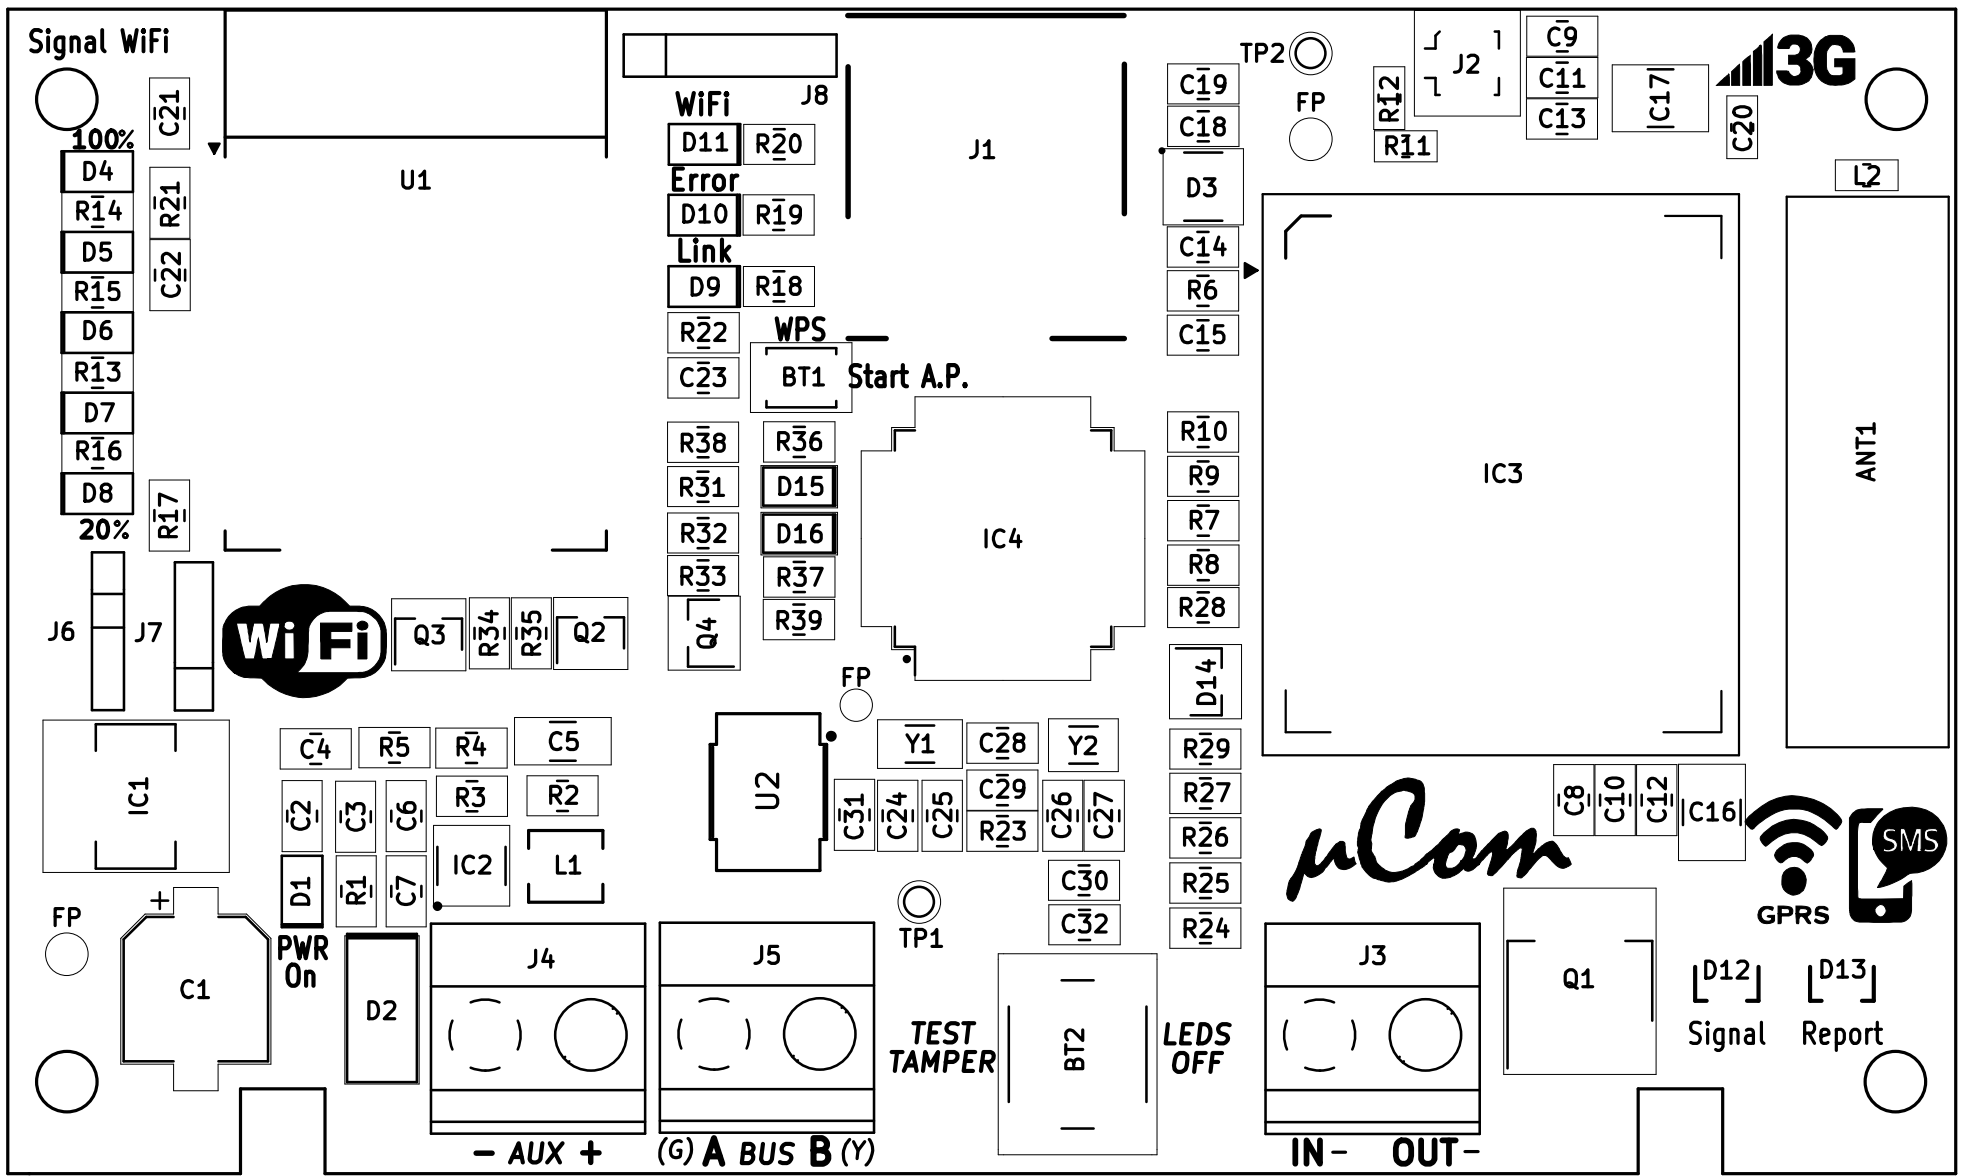 Signal WiFi
100%
D4
R14
D5
R15
D6
R13
D7
R16
D8
20%
C21
R21
C22
R17
U1
J8
WiFi
D11 R20
Error
D10 R19
Link
D9 R18
R22
C23
WPS
BT1 Start A.P.
R38 R36
R31 D15
R32 D16
R33 R37
Q4 R39
J1
IC4
TP2
FP
C19
C18
D3
C14
R6
C15
R10
R9
R7
R8
R28
D14
R29
R27
R26
R25
R24
R12
R11
J2
C9
C11
C13
C17
C20
3G
L2
IC3
ANT1
J6 J7
WiFi
Q3 R34 R35 Q2
IC1
C4 R5 R4 C5
C2 C3 C6 R3 R2
D1 R1 C7 IC2 L1
PWR
On
FP
+
C1
D2
J4
- AUX +
J5
(G) A BUS B (Y)
U2
FP
Y1 C28 Y2
C29
C31 C24 C25 R23 C26 C27
C30
C32
TP1
TEST
TAMPER
BT2
LEDS
OFF
µCom
J3
IN- OUT-
C8 C10 C12 C16
GPRS
SMS
Q1
D12
Signal
D13
Report